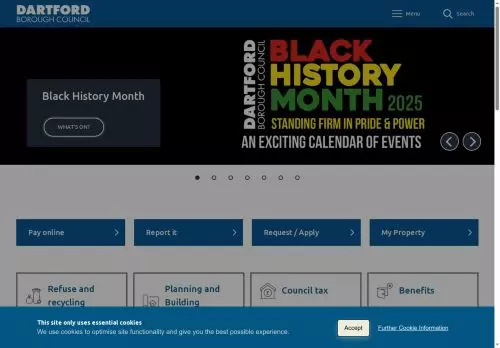 DARTFORD
BOROUGH COUNCIL
Menu
Search
Black History Month
WHAT'S ON?
DARTFORD
BOROUGH COUNCIL
BLACK
HISTORY
MONTH 2025
STANDING FIRM IN PRIDE & POWER
AN EXCITING CALENDAR OF EVENTS
Pay online
Report it
Request / Apply
My Property
Refuse and
recycling
Planning and
Building
Council tax
Benefits
This site only uses essential cookies
We use cookies to optimise site functionality and give you the best possible experience.
Accept
Further Cookie Information